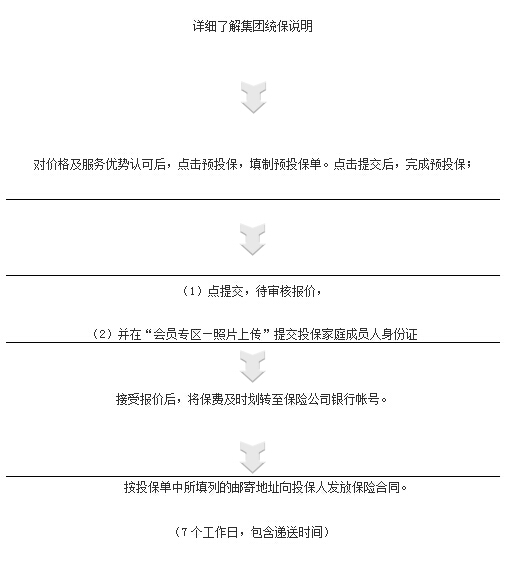 详细了解集团统保说明
对价格及服务优势认可后，点击预投保，填制预投保单。点击提交后，完成预投保；
（1）点提交，待审核报价，
（2）并在“会员专区—照片上传”提交投保家庭成员人身份证
接受报价后，将保费及时划转至保险公司银行帐号。
按投保单中所填列的邮寄地址向投保人发放保险合同。
（7个工作日，包含递送时间）